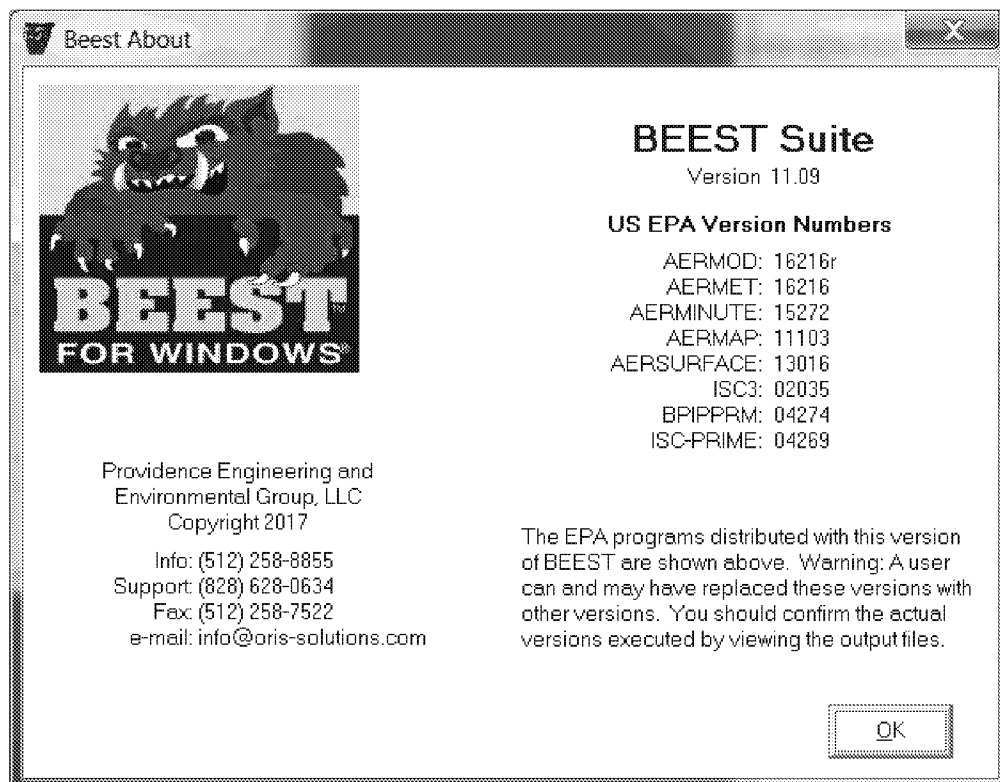 Beest About
X
BEEST®
FOR WINDOWS®
BEEST Suite
Version 11.09
US EPA Version Numbers
AERMOD: 16216r
AERMET: 16216
AERMINUTE: 15272
AERMAP: 11103
AERSURFACE: 13016
ISC3: 02035
BPIPPRM: 04274
ISC-PRIME: 04269
Providence Engineering and
Environmental Group, LLC
Copyright 2017
Info: (512) 258-8855
Support: (828) 628-0634
Fax: (512) 258-7522
e-mail: info@oris-solutions.com
The EPA programs distributed with this version
of BEEST are shown above.  Warning: A user
can and may have replaced these versions with
other versions.  You should confirm the actual
versions executed by viewing the output files.
OK